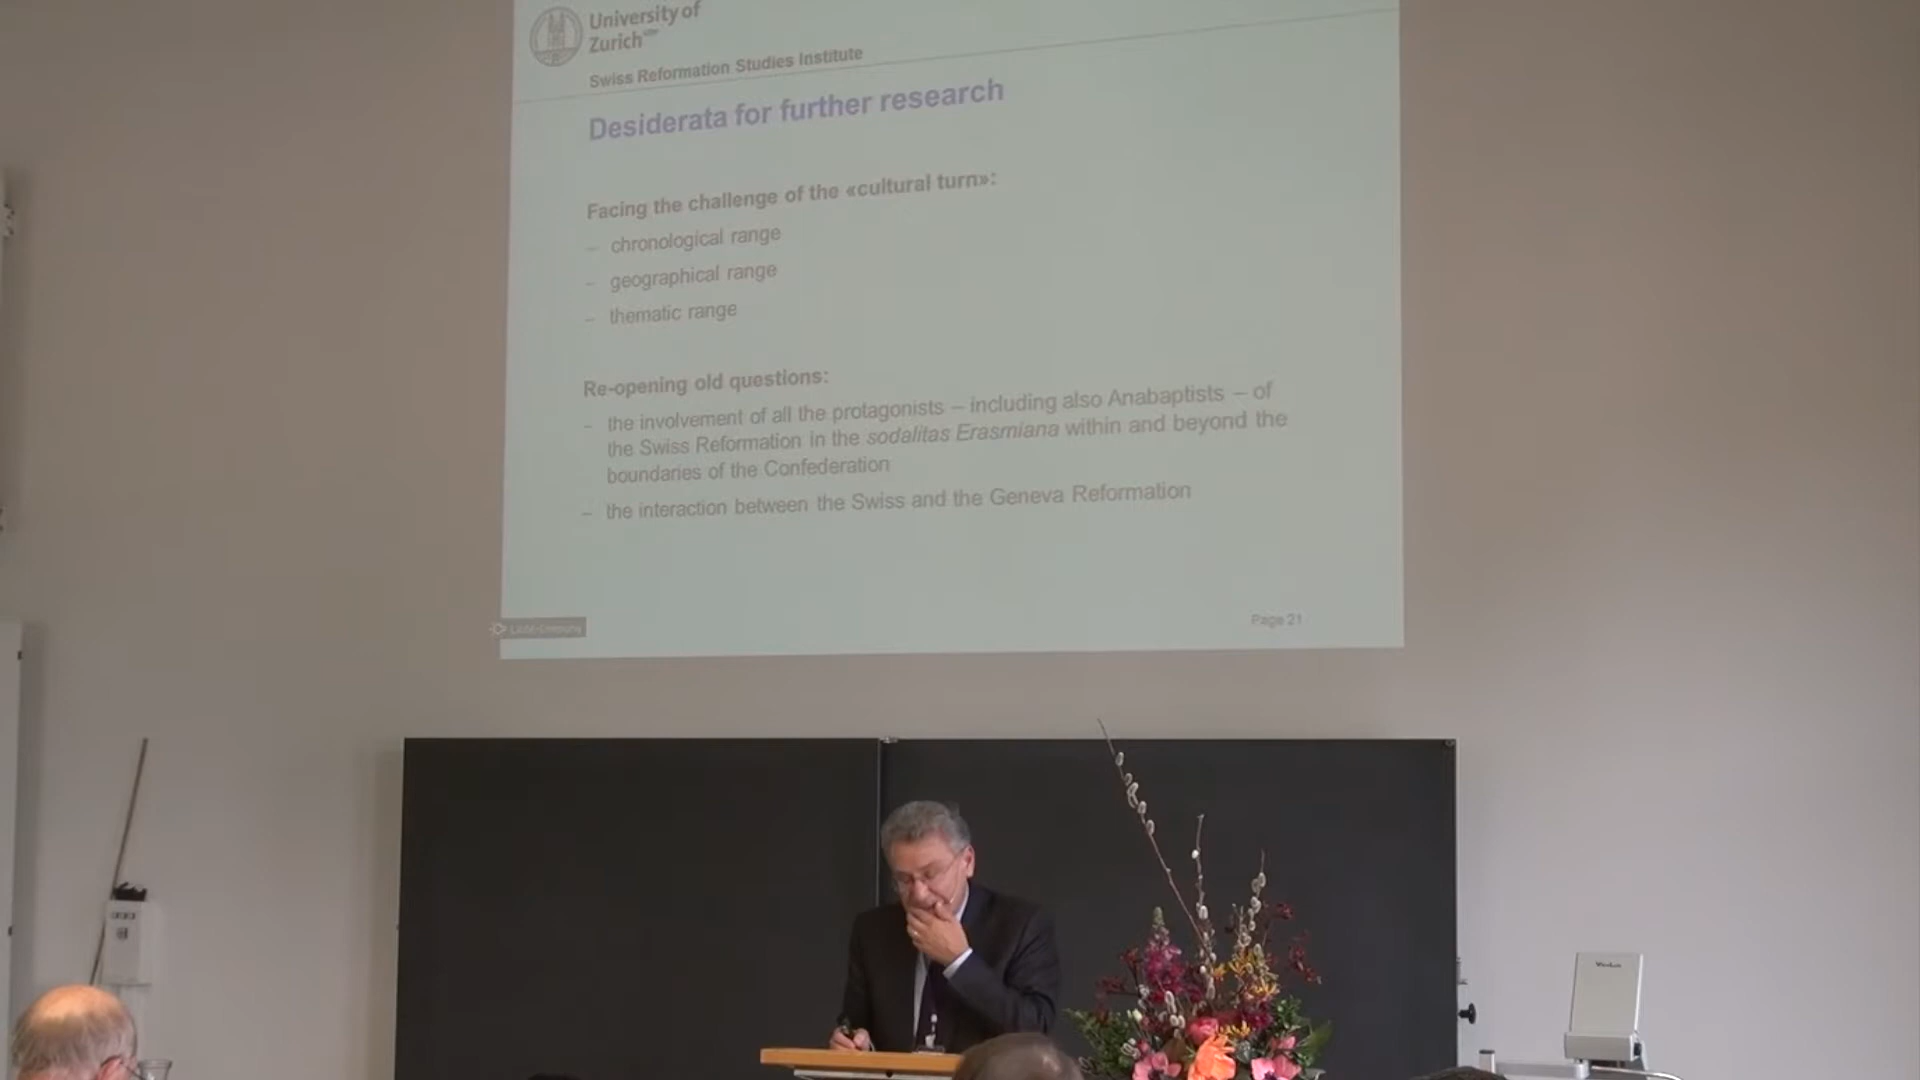 University of
Zurich
Swiss Reformation Studies Institute
Desiderata for further research
Facing the challenge of the «cultural turn»:
– chronological range
– geographical range
– thematic range
Re-opening old questions:
– the involvement of all the protagonists – including also Anabaptists – of
the Swiss Reformation in the sodalitas Erasmiana within and beyond the
boundaries of the Confederation
– the interaction between the Swiss and the Geneva Reformation
Page 21